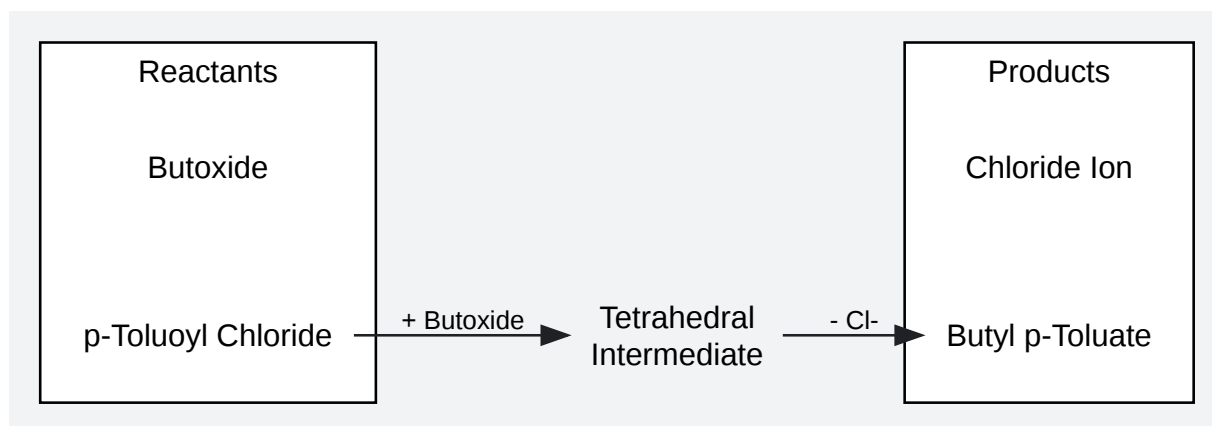 Reactants
Products
Butoxide
Chloride Ion
p-Toluoyl Chloride
+ Butoxide
Tetrahedral
Intermediate
- Cl-
Butyl p-Toluate